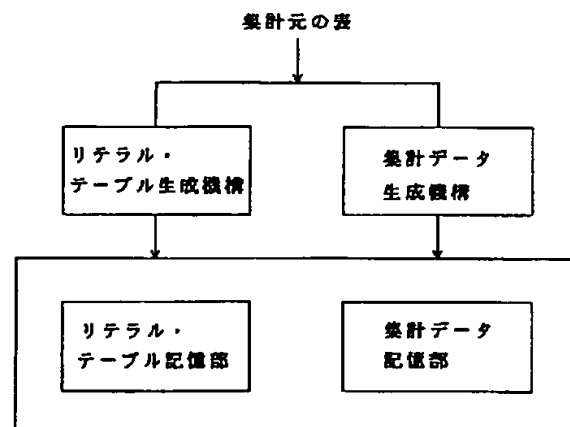 集計元の表
リテラル・
テーブル生成機構
集計データ
生成機構
リテラル・
テーブル記憶部
集計データ
記憶部